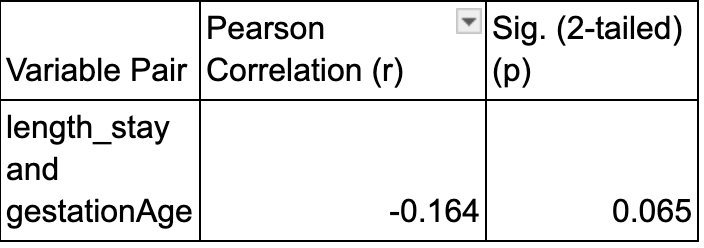 Variable Pair
Pearson
Correlation (r)
Sig. (2-tailed)
(p)
length_stay
and
gestationAge
-0.164
0.065